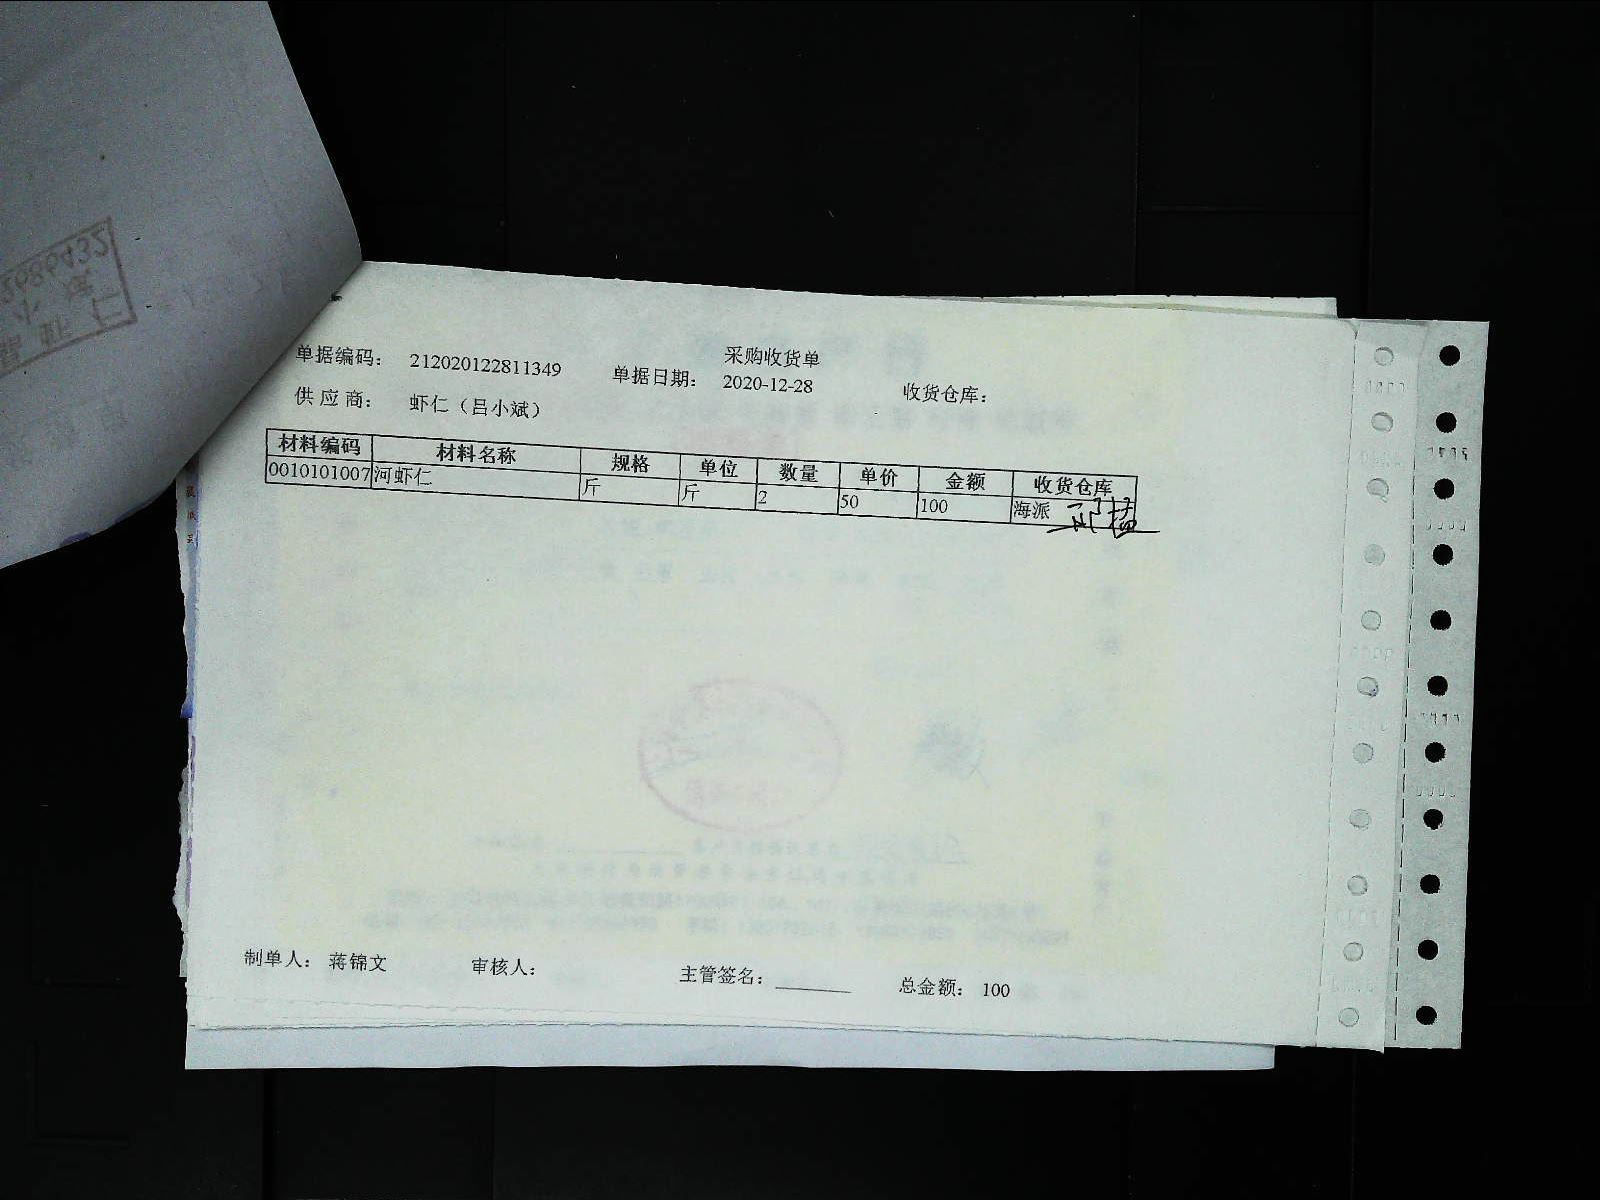 采购收货单
单据编码： 212020122811349 单据日期： 2020-12-28 收货仓库：
供应商： 虾仁（吕小斌）
材料编码 材料名称 规格 单位 数量 单价 金额 收货仓库
0010101007 河虾仁 斤 斤 2 50 100 海派
制单人： 蒋锦文 审核人： 主管签名： 总金额： 100